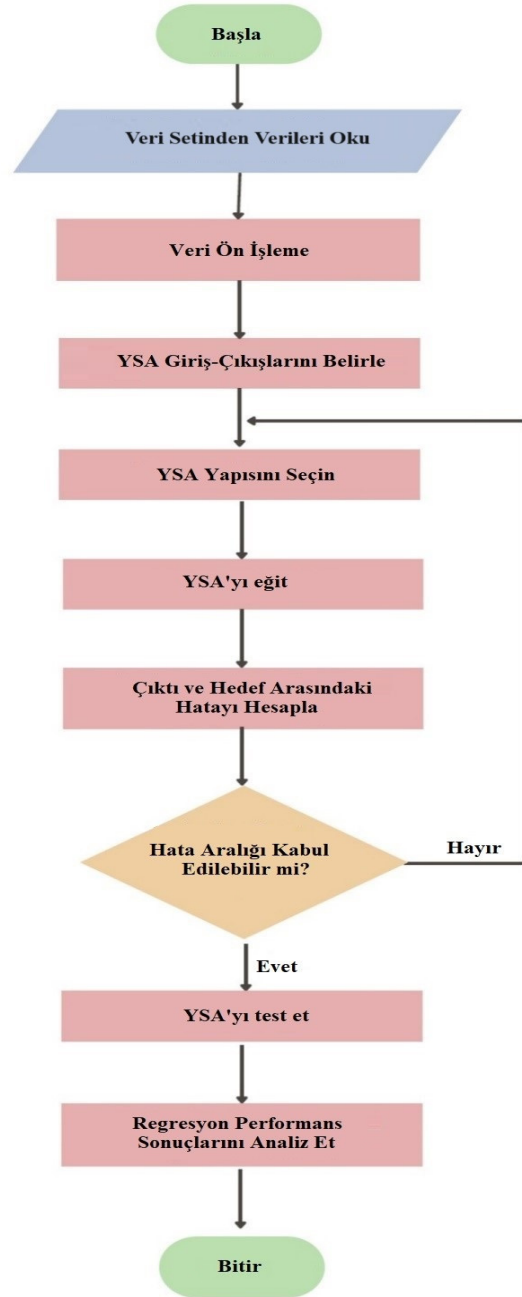 Başla
Veri Setinden Verileri Oku
Veri Ön İşleme
YSA Giriş-Çıkışlarını Belirle
YSA Yapısını Seçin
YSA'yı eğit
Çıktı ve Hedef Arasındaki
Hatayı Hesapla
Hata Aralığı Kabul
Edilebilir mi?
Hayır
Evet
YSA'yı test et
Regresyon Performans
Sonuçlarını Analiz Et
Bitir